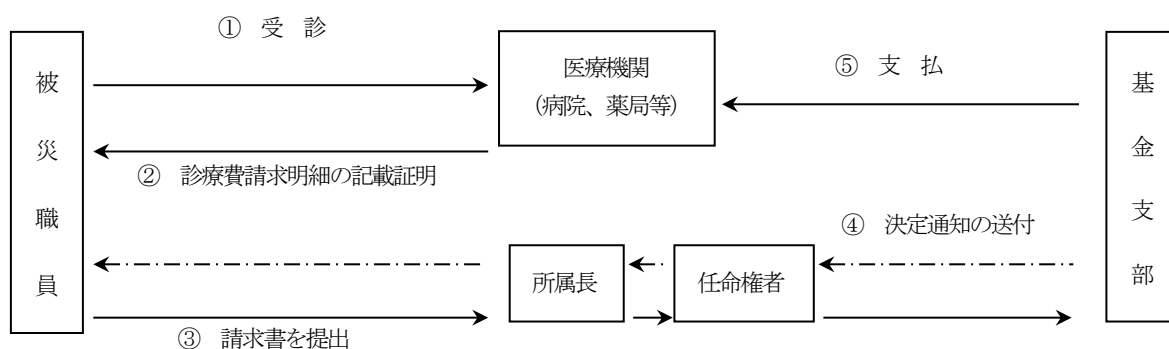 ① 受 診
被災職員
医療機関
(病院、薬局等)
⑤ 支 払
基金支部
② 診療費請求明細の記載証明
④ 決定通知の送付
所属長
任命権者
③ 請求書を提出